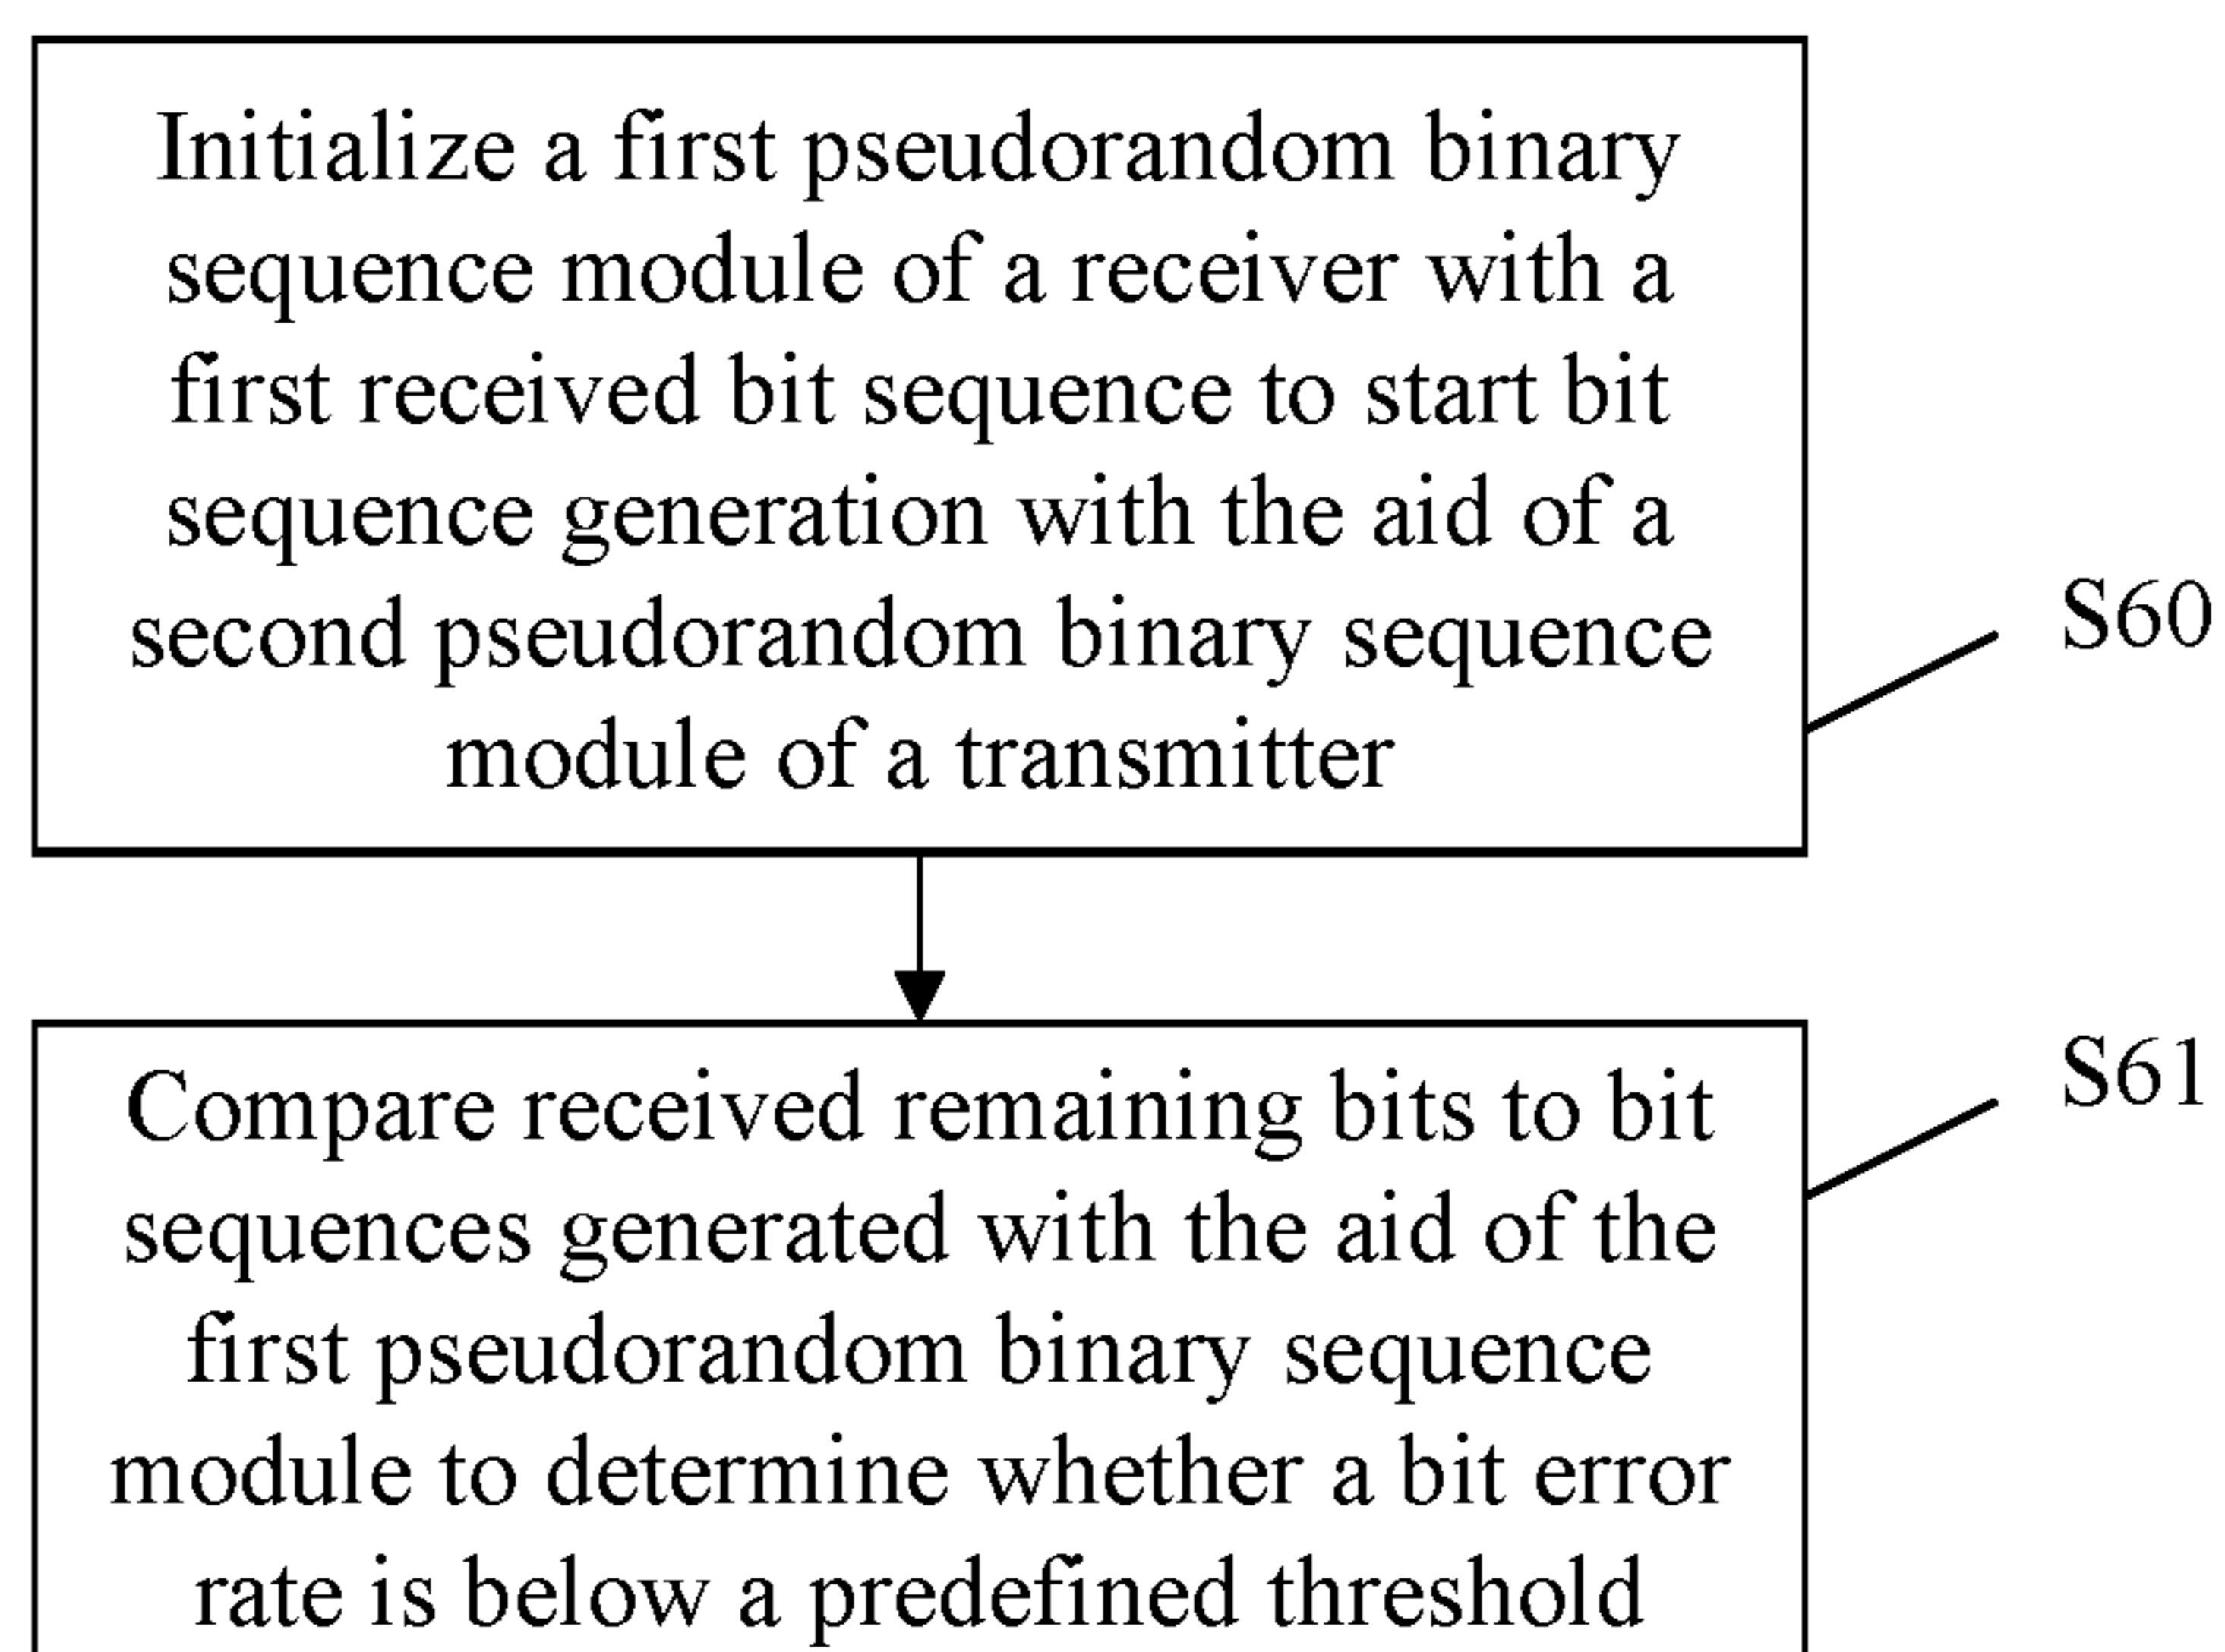 Initialize a first pseudorandom binary
sequence module of a receiver with a
first received bit sequence to start bit
sequence generation with the aid of a
second pseudorandom binary sequence
module of a transmitter
S60
S61
Compare received remaining bits to bit
sequences generated with the aid of the
first pseudorandom binary sequence
module to determine whether a bit error
rate is below a predefined threshold